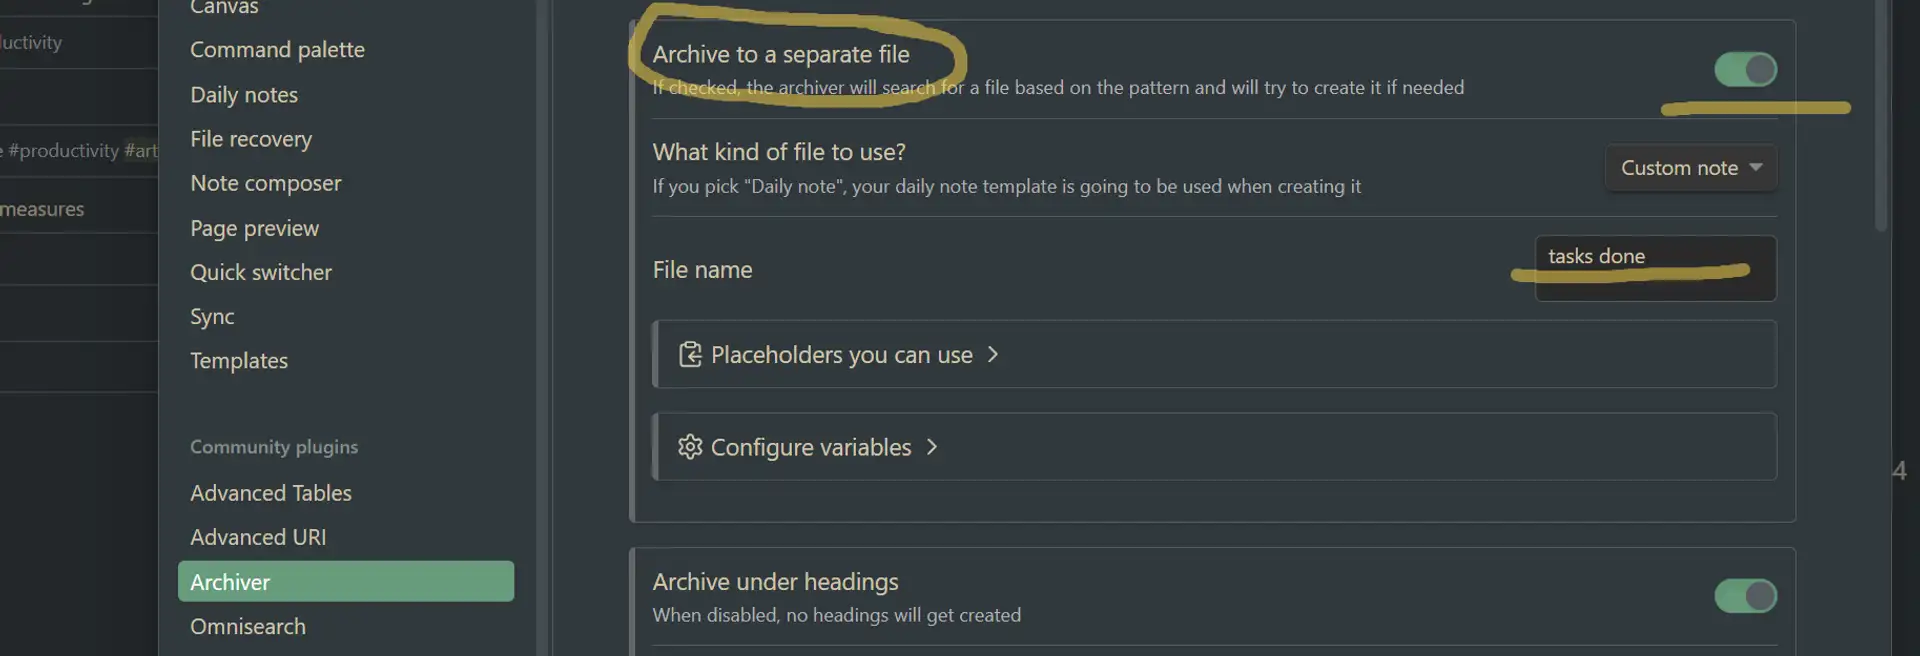 Canvas
Command palette
Daily notes
File recovery
Note composer
Page preview
Quick switcher
Sync
Templates
Community plugins
Advanced Tables
Advanced URI
Archiver
Omnisearch
#productivity #art
measures
Archive to a separate file
If checked, the archiver will search for a file based on the pattern and will try to create it if needed
What kind of file to use?
If you pick "Daily note", your daily note template is going to be used when creating it
Custom note
File name
tasks done
Placeholders you can use
Configure variables
Archive under headings
When disabled, no headings will get created
4